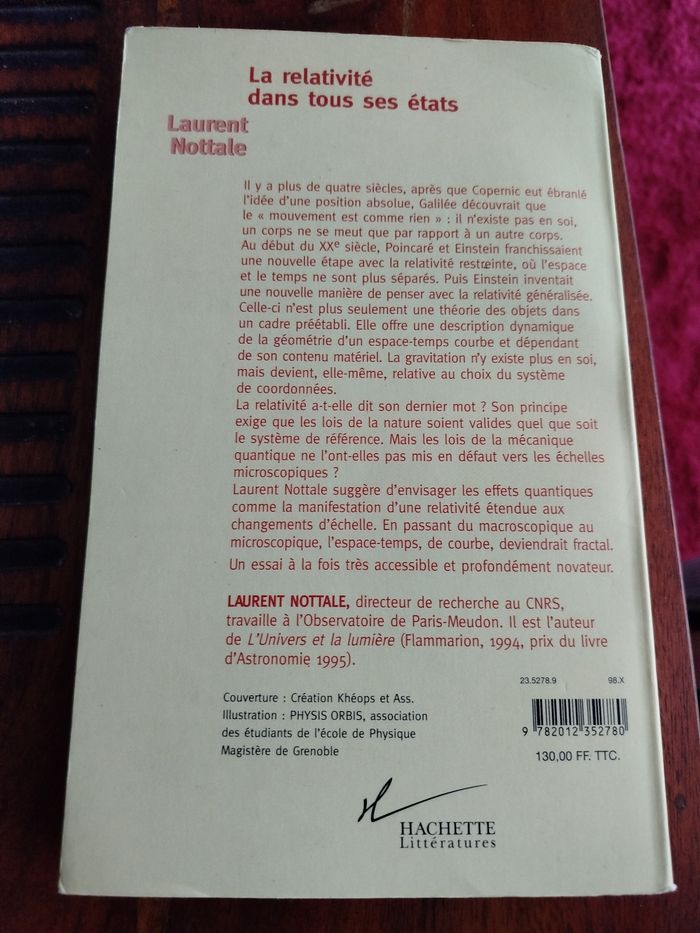 La relativité
dans tous ses états
Laurent
Nottale
Il y a plus de quatre siècles, après que Copernic eut ébranlé
l'idée d'une position absolue, Galilée découvrait que
le « mouvement est comme rien » : il n'existe pas en soi,
un corps ne se meut que par rapport à un autre corps.
Au début du XXe siècle, Poincaré et Einstein franchissaient
une nouvelle étape avec la relativité restreinte, où l'espace
et le temps ne sont plus séparés. Puis Einstein inventait
une nouvelle manière de penser avec la relativité généralisée.
Celle-ci n'est plus seulement une théorie des objets dans
un cadre préétabli. Elle offre une description dynamique
de la géométrie d'un espace-temps courbe et dépendant
de son contenu matériel. La gravitation n'y existe plus en soi,
mais devient, elle-même, relative au choix du système
de coordonnées.
La relativité a-t-elle dit son dernier mot ? Son principe
exige que les lois de la nature soient valides quel que soit
le système de référence. Mais les lois de la mécanique
quantique ne l'ont-elles pas mis en défaut vers les échelles
microscopiques ?
Laurent Nottale suggère d'envisager les effets quantiques
comme la manifestation d'une relativité étendue aux
changements d'échelle. En passant du macroscopique au
microscopique, l'espace-temps, de courbe, deviendrait fractal.
Un essai à la fois très accessible et profondément novateur.
LAURENT NOTTALE, directeur de recherche au CNRS,
travaille à l'Observatoire de Paris-Meudon. Il est l'auteur
de L'Univers et la lumière (Flammarion, 1994, prix du livre
d'Astronomie 1995).
Couverture : Création Khéops et Ass.
Illustration : PHYSIS ORBIS, association
des étudiants de l'école de Physique
Magistère de Grenoble
23.5278.9 98.X
9 782012 352780
130,00 FF. TTC.
HACHETTE
Littératures